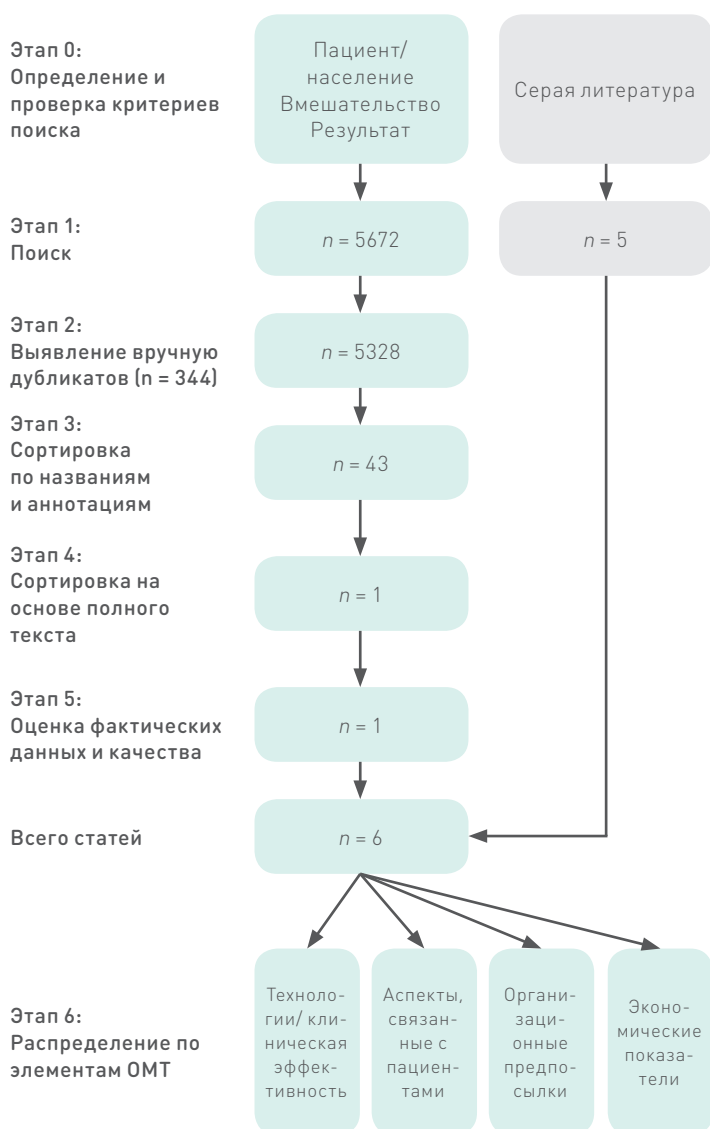 Этап 0:
Определение и
проверка критериев
поиска
Пациент/
население
Вмешательство
Результат
Серая литература
Этап 1:
Поиск
n = 5672
n = 5
Этап 2:
Выявление вручную
дубликатов (n = 344)
n = 5328
Этап 3:
Сортировка
по названиям
и аннотациям
n = 43
Этап 4:
Сортировка на
основе полного
текста
n = 1
Этап 5:
Оценка фактических
данных и качества
n = 1
Всего статей
n = 6
Этап 6:
Распределение по
элементам ОМТ
Техноло-
гии/ кли-
ническая
эффек-
тивность
Аспекты,
связан-
ные с
пациен-
тами
Органи-
заци-
онные
предпо-
сылки
Эконо-
мические
показа-
тели